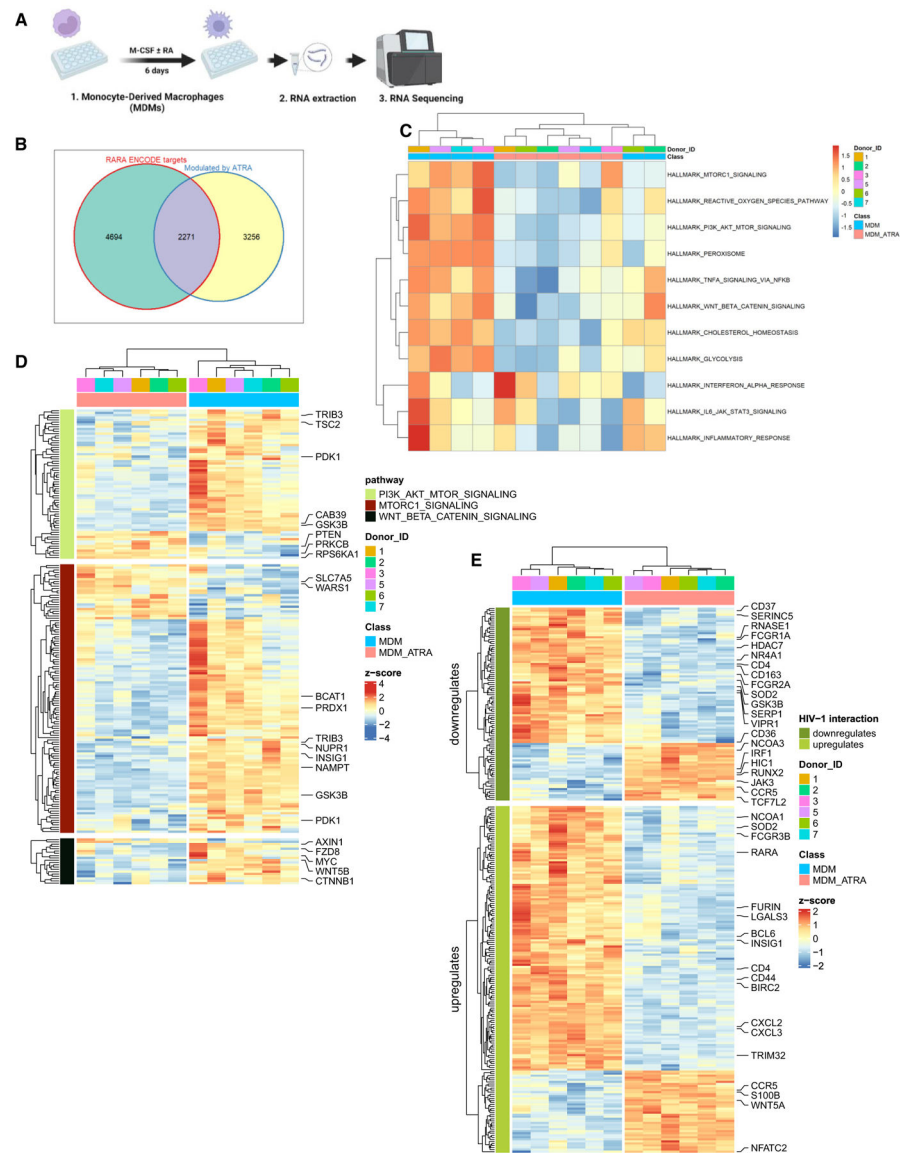 A
M-CSF ± RA
6 days
1. Monocyte-Derived Macrophages
(MDMs)
2. RNA extraction
3. RNA Sequencing
B
RARA ENCODE targets
Modulated by ATRA
4694
2271
3256
C
Donor_ID
Class
HALLMARK_MTORC1_SIGNALING
HALLMARK_REACTIVE_OXYGEN_SPECIES_PATHWAY
HALLMARK_PI3K_AKT_MTOR_SIGNALING
HALLMARK_PEROXISOME
HALLMARK_TNFA_SIGNALING_VIA_NFKB
HALLMARK_WNT_BETA_CATENIN_SIGNALING
HALLMARK_CHOLESTEROL_HOMEOSTASIS
HALLMARK_GLYCOLYSIS
HALLMARK_INTERFERON_ALPHA_RESPONSE
HALLMARK_IL6_JAK_STAT3_SIGNALING
HALLMARK_INFLAMMATORY_RESPONSE
1.5
1
0.5
0
-0.5
-1
-1.5
Donor_ID
1
2
3
5
6
7
Class
MDM
MDM_ATRA
D
TRIB3
TSC2
PDK1
CAB39
GSK3B
PTEN
PRKCB
RPS6KA1
SLC7A5
WARS1
BCAT1
PRDX1
TRIB3
NUPR1
INSIG1
NAMPT
GSK3B
PDK1
AXIN1
FZD8
MYC
WNT5B
CTNNB1
pathway
PI3K_AKT_MTOR_SIGNALING
MTORC1_SIGNALING
WNT_BETA_CATENIN_SIGNALING
Donor_ID
1
2
3
5
6
7
Class
MDM
MDM_ATRA
z-score
4
2
0
−2
−4
E
downregulates
upregulates
CD37
SERINC5
RNASE1
FCGR1A
HDAC7
NR4A1
CD4
CD163
FCGR2A
SOD2
GSK3B
SERP1
VIPR1
CD36
NCOA3
IRF1
HIC1
RUNX2
JAK3
CCR5
TCF7L2
NCOA1
SOD2
FCGR3B
RARA
FURIN
LGALS3
BCL6
INSIG1
CD4
CD44
BIRC2
CXCL2
CXCL3
TRIM32
CCR5
S100B
WNT5A
NFATC2
HIV−1 interaction
downregulates
upregulates
Donor_ID
1
2
3
5
6
7
Class
MDM
MDM_ATRA
z−score
2
1
0
−1
−2